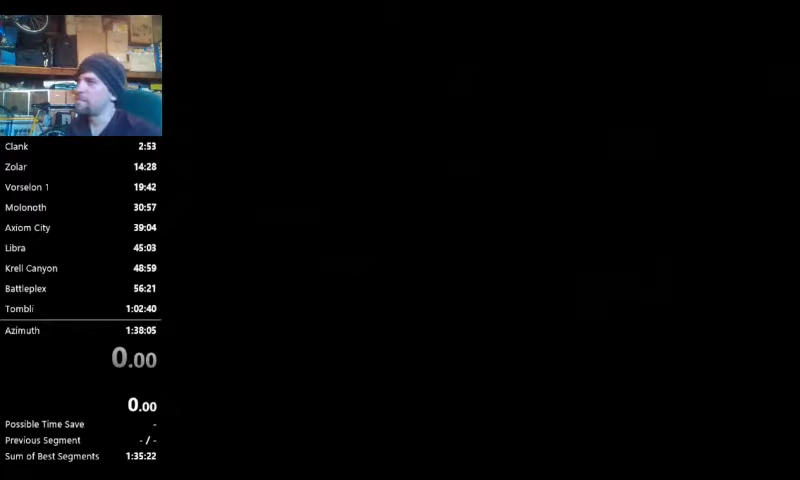 Clank 2:53
Zolar 14:28
Vorselon 1 19:42
Molonoth 30:57
Axiom City 39:04
Libra 45:03
Krell Canyon 48:59
Battleplex 56:21
Tombli 1:02:40
Azimuth 1:38:05
0.00
0.00
Possible Time Save -
Previous Segment - / -
Sum of Best Segments 1:35:22